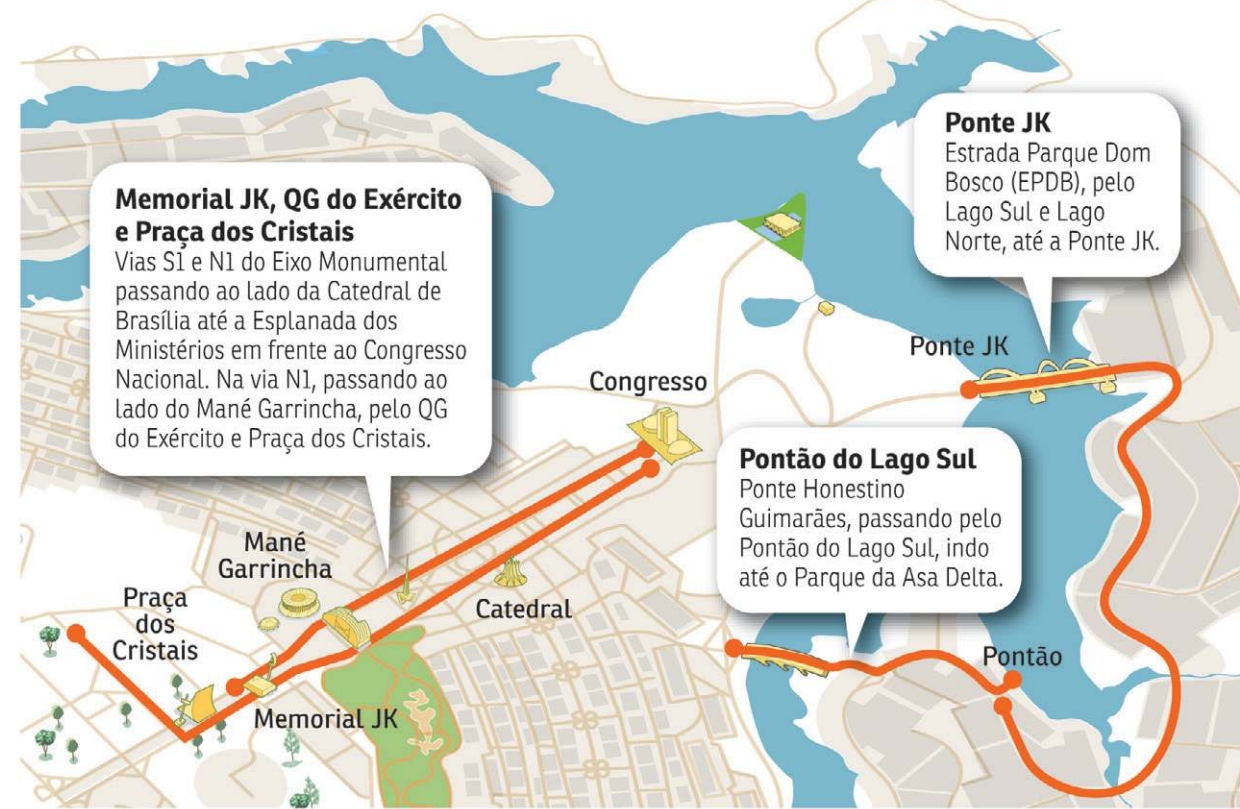 Memorial JK, QG do Exército
e Praça dos Cristais
Vias S1 e N1 do Eixo Monumental
passando ao lado da Catedral de
Brasília até a Esplanada dos
Ministérios em frente ao Congresso
Nacional. Na via N1, passando ao
lado do Mané Garrincha, pelo QG
do Exército e Praça dos Cristais.
Ponte JK
Estrada Parque Dom
Bosco (EPDB), pelo
Lago Sul e Lago
Norte, até a Ponte JK.
Ponte JK
Congresso
Pontão do Lago Sul
Ponte Honestino
Guimarães, passando pelo
Pontão do Lago Sul, indo
até o Parque da Asa Delta.
Mané
Garrincha
Catedral
Praça
dos
Cristais
Pontão
Memorial JK